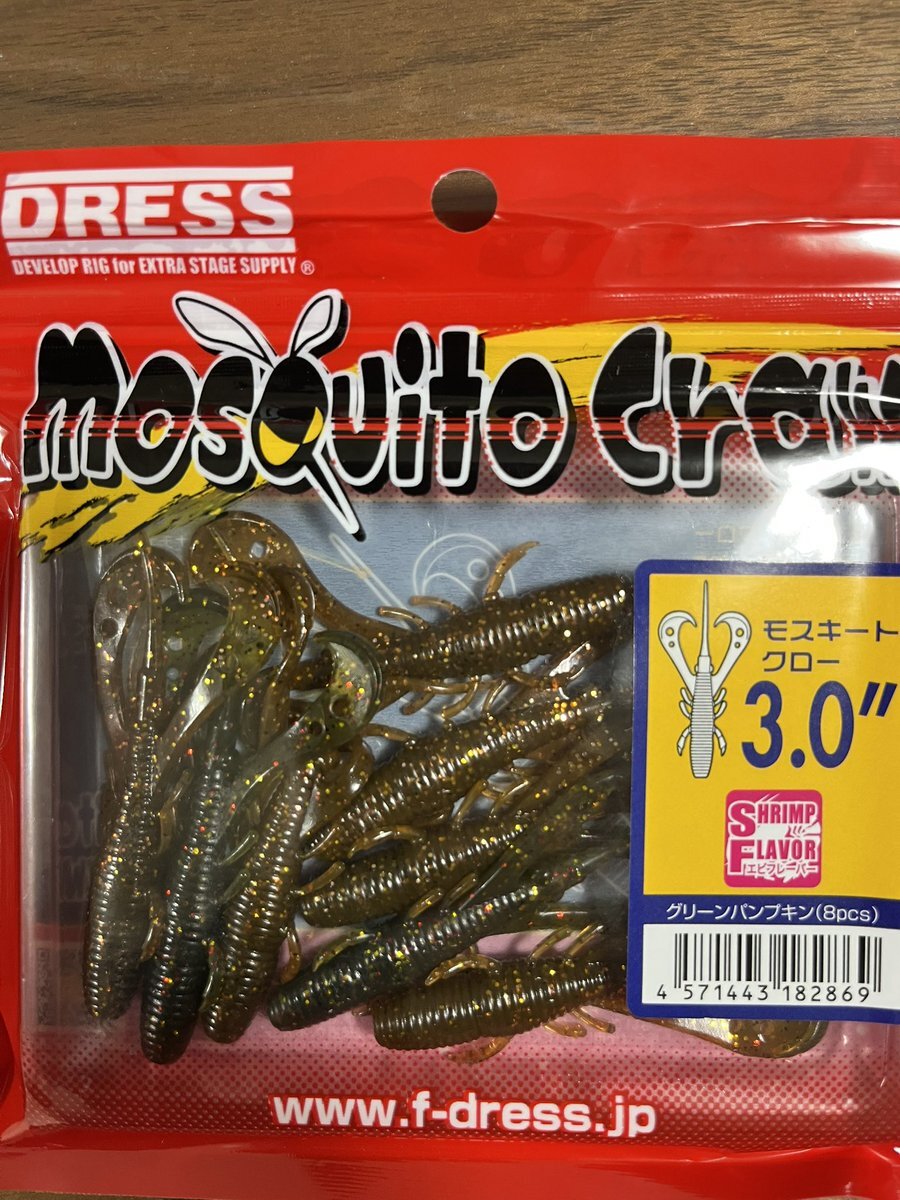 DRESS
DEVELOP RIG for EXTRA STAGE SUPPLY®
Mosquito Craw
モスキート
クロー
3.0"
SHRIMP
FLAVOR
エビフレーバー
グリーンパンプキン(8pcs)
4 571443 182869
www.f-dress.jp